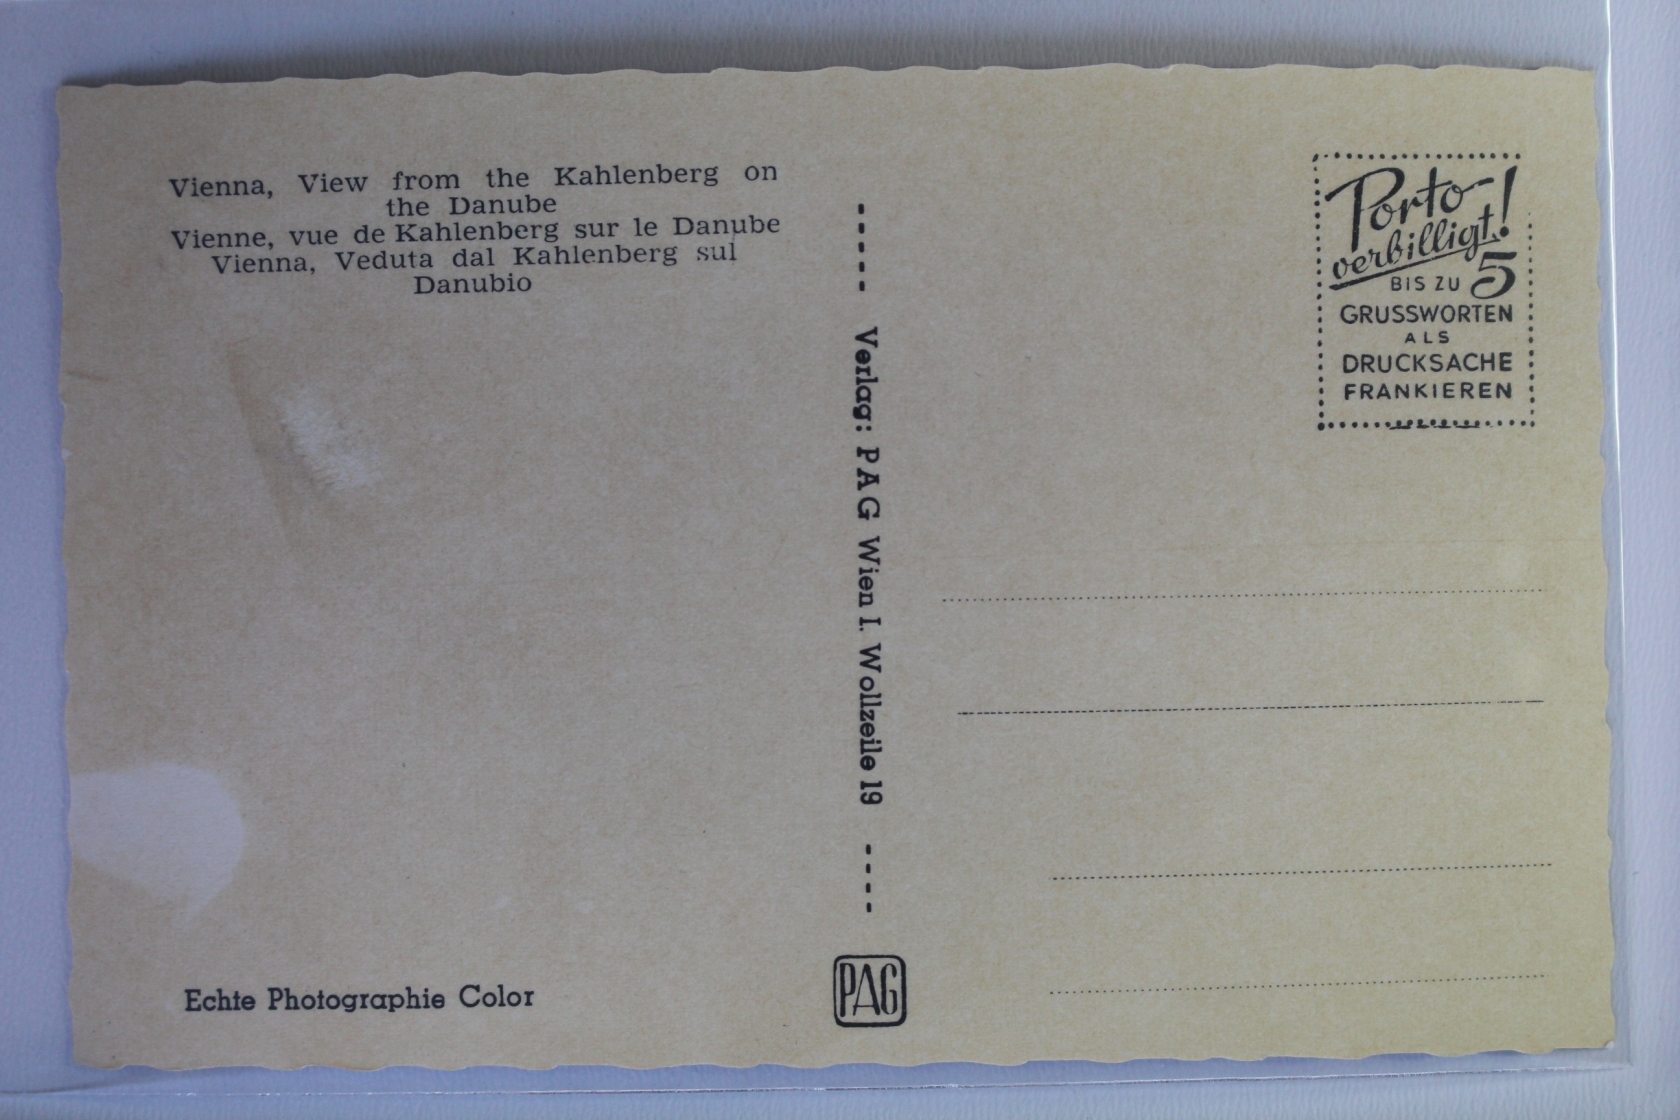 Vienna, View from the Kahlenberg on
the Danube
Vienne, vue de Kahlenberg sur le Danube
Vienna, Veduta dal Kahlenberg sul
Danubio
Echte Photographie Color
Verlag: PAG Wien I. Wollzeile 19
PAG
Porto
verbilligt!
BIS ZU 5
GRUSSWORTEN
ALS
DRUCKSACHE
FRANKIEREN